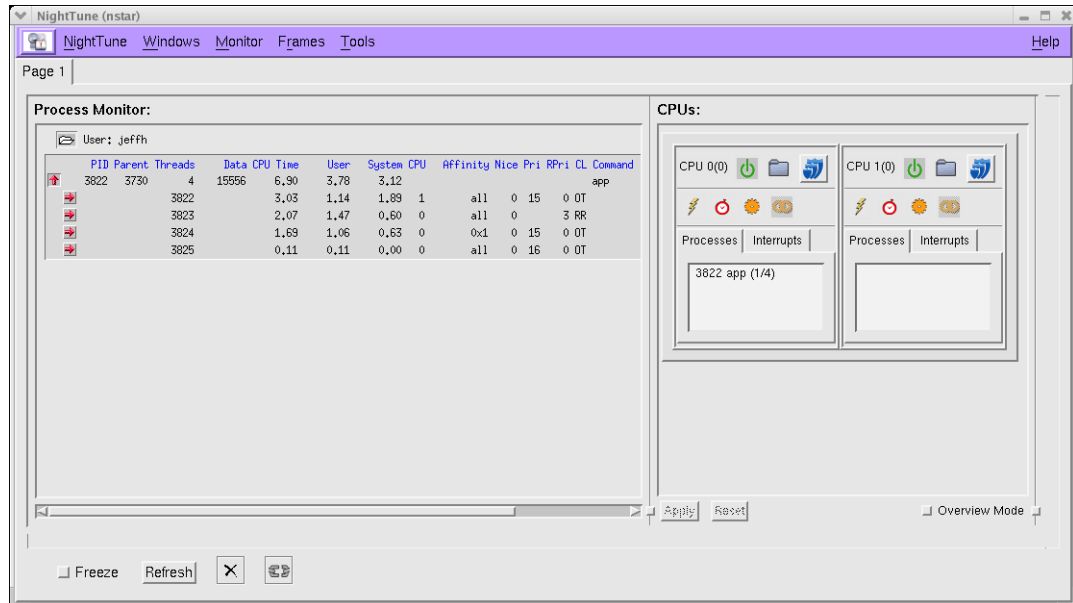 NightTune (nstar)
NightTune Windows Monitor Frames Tools Help
Page 1
Process Monitor:
User: jeffh
PID Parent Threads Data CPU Time User System CPU Affinity Nice Pri RPri CL Command
3822 3730 4 15556 6.90 3.78 3.12 app
3822 3.03 1.14 1.89 1 all 0 15 0 OT
3823 2.07 1.47 0.60 0 all 0 3 RR
3824 1.69 1.06 0.63 0 0x1 0 15 0 OT
3825 0.11 0.11 0.00 0 all 0 16 0 OT
CPUs:
CPU 0(0)
Processes Interrupts
3822 app (1/4)
CPU 1(0)
Processes Interrupts
Apply Reset Overview Mode
Freeze Refresh